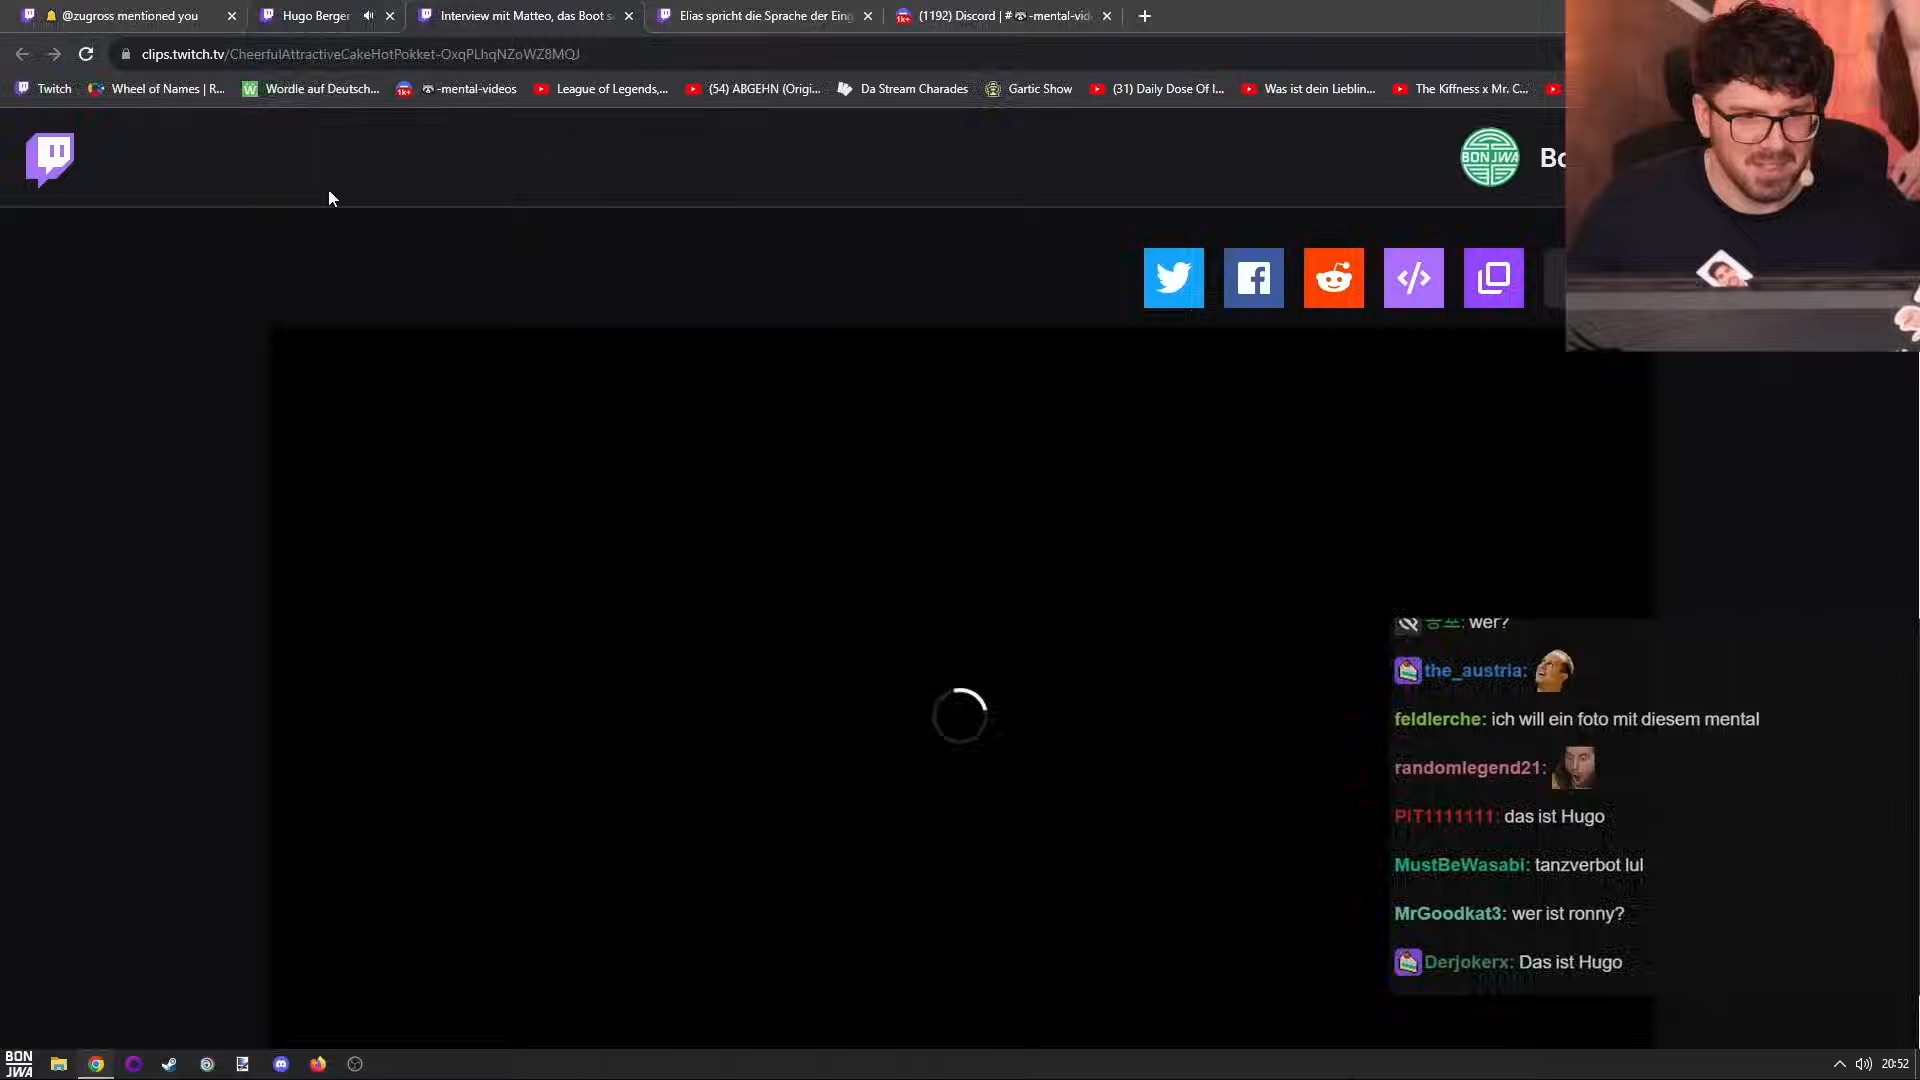 @zugross mentioned you
Hugo Berger
Interview mit Matteo, das Boot s
Elias spricht die Sprache der Eing
(1192) Discord | # -mental-vid
clips.twitch.tv/CheerfulAttractiveCakeHotPokket-OxqPLhqNZoWZ8MQJ
Twitch
Wheel of Names | R...
Wordle auf Deutsch...
-mental-videos
League of Legends,...
(54) ABGEHN (Origi...
Da Stream Charades
Gartic Show
(31) Daily Dose Of I...
Was ist dein Lieblin...
The Kiffness x Mr. C...
BONJWA
Bo
wer?
the_austria:
feldlerche: ich will ein foto mit diesem mental
randomlegend21:
PIT1111111: das ist Hugo
MustBeWasabi: tanzverbot lul
MrGoodkat3: wer ist ronny?
Derjokerx: Das ist Hugo
BON
JWA
20:52